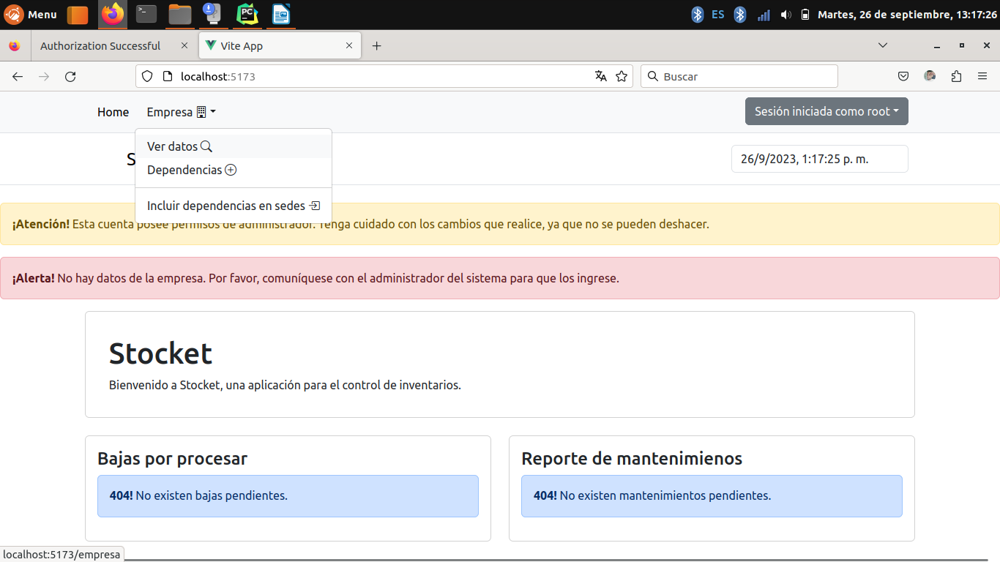 Menu
ES
Martes, 26 de septiembre, 13:17:26
Authorization Successful
Vite App
localhost:5173
Buscar
Home
Empresa
Sesión iniciada como root
Ver datos
Dependencias
Incluir dependencias en sedes
S
26/9/2023, 1:17:25 p. m.
¡Atención! Esta cuenta posee permisos de administrador. Tenga cuidado con los cambios que realice, ya que no se pueden deshacer.
¡Alerta! No hay datos de la empresa. Por favor, comuníquese con el administrador del sistema para que los ingrese.
Stocket
Bienvenido a Stocket, una aplicación para el control de inventarios.
Bajas por procesar
404! No existen bajas pendientes.
Reporte de mantenimienos
404! No existen mantenimientos pendientes.
localhost:5173/empresa